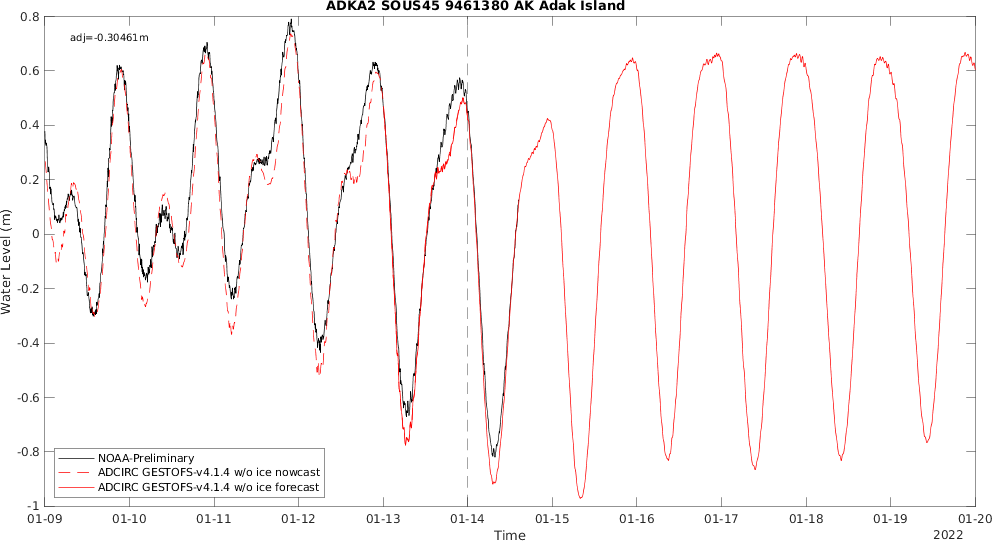 ADKA2 SOUS45 9461380 AK Adak Island
adj=-0.30461m
0.8
0.6
0.4
0.2
0
-0.2
-0.4
-0.6
-0.8
-1
Water Level (m)
NOAA-Preliminary
ADCIRC GESTOFS-v4.1.4 w/o ice nowcast
ADCIRC GESTOFS-v4.1.4 w/o ice forecast
01-09 01-10 01-11 01-12 01-13 01-14 01-15 01-16 01-17 01-18 01-19 01-20
Time
2022